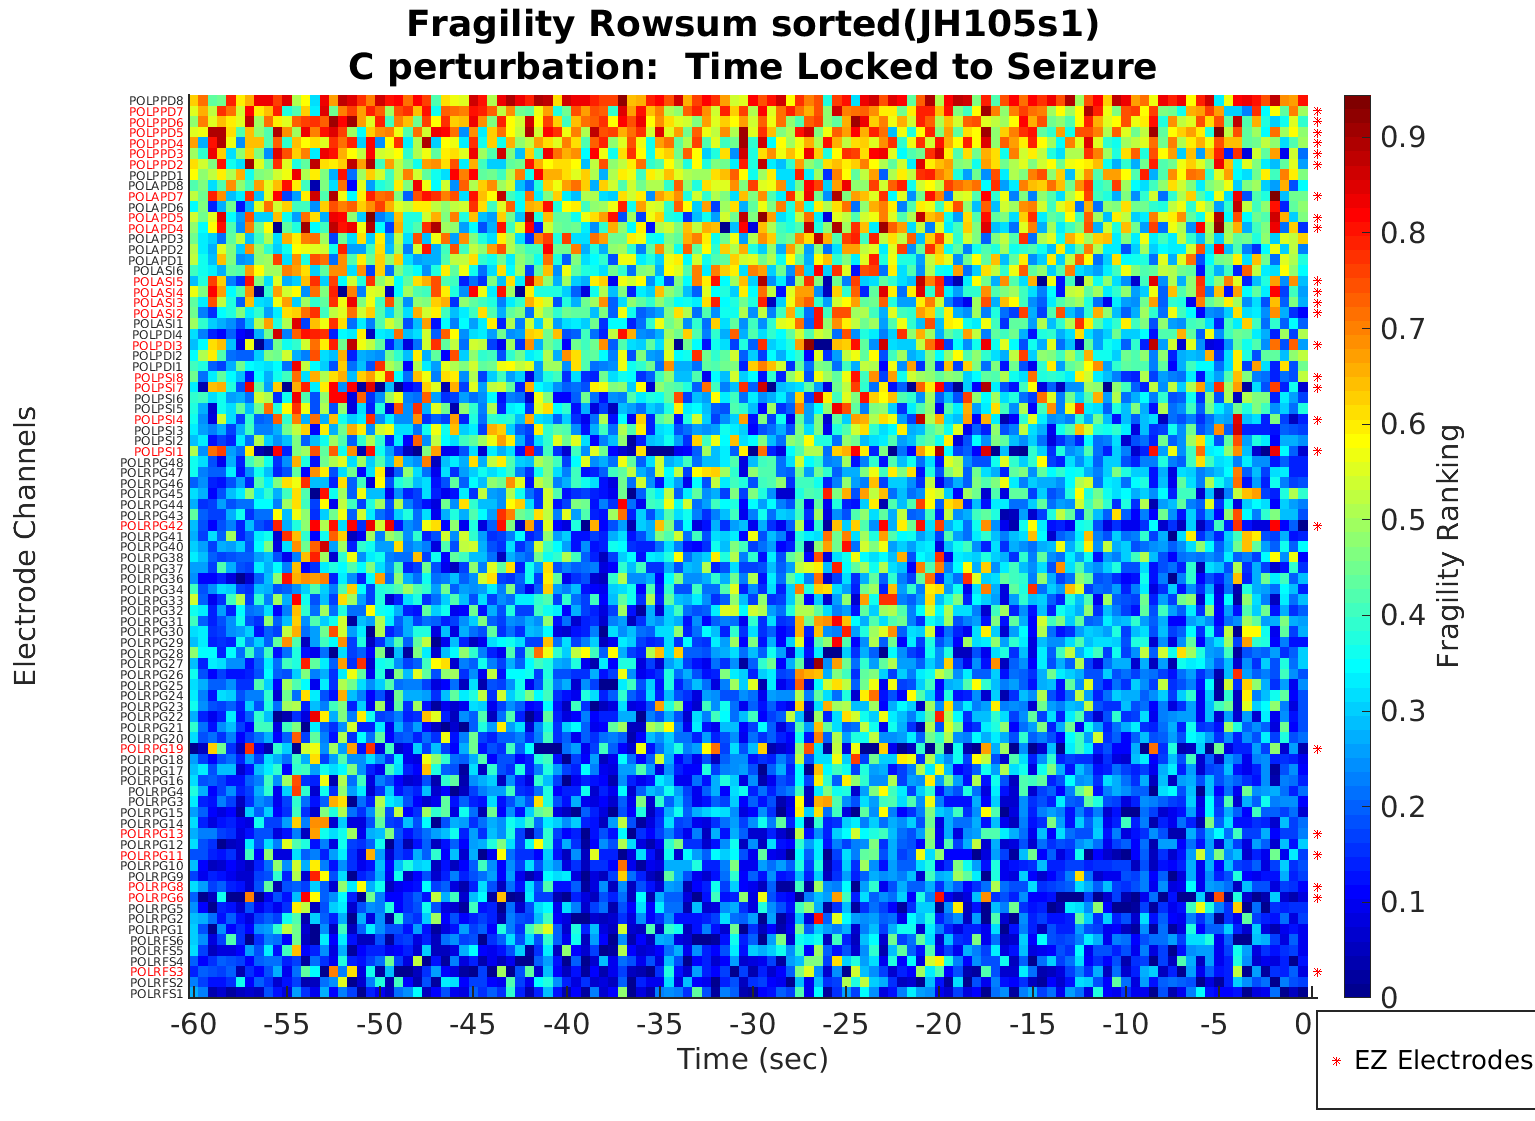 Fragility Rowsum sorted(JH105s1)
C perturbation:  Time Locked to Seizure
Electrode Channels
POLPPD8
POLPPD7
POLPPD6
POLPPD5
POLPPD4
POLPPD3
POLPPD2
POLPPD1
POLAPD8
POLAPD7
POLAPD6
POLAPD5
POLAPD4
POLAPD3
POLAPD2
POLAPD1
POLASI6
POLASI5
POLASI4
POLASI3
POLASI2
POLASI1
POLPDI4
POLPDI3
POLPDI2
POLPDI1
POLPSI8
POLPSI7
POLPSI6
POLPSI5
POLPSI4
POLPSI3
POLPSI2
POLPSI1
POLRPG48
POLRPG47
POLRPG46
POLRPG45
POLRPG44
POLRPG43
POLRPG42
POLRPG41
POLRPG40
POLRPG38
POLRPG37
POLRPG36
POLRPG34
POLRPG33
POLRPG32
POLRPG31
POLRPG30
POLRPG29
POLRPG28
POLRPG27
POLRPG26
POLRPG25
POLRPG24
POLRPG23
POLRPG22
POLRPG21
POLRPG20
POLRPG19
POLRPG18
POLRPG17
POLRPG16
POLRPG4
POLRPG3
POLRPG15
POLRPG14
POLRPG13
POLRPG12
POLRPG11
POLRPG10
POLRPG9
POLRPG8
POLRPG6
POLRPG5
POLRPG2
POLRPG1
POLRFS6
POLRFS5
POLRFS4
POLRFS3
POLRFS2
POLRFS1
-60 -55 -50 -45 -40 -35 -30 -25 -20 -15 -10 -5 0
Time (sec)
0.9
0.8
0.7
0.6
0.5
0.4
0.3
0.2
0.1
0
Fragility Ranking
EZ Electrodes